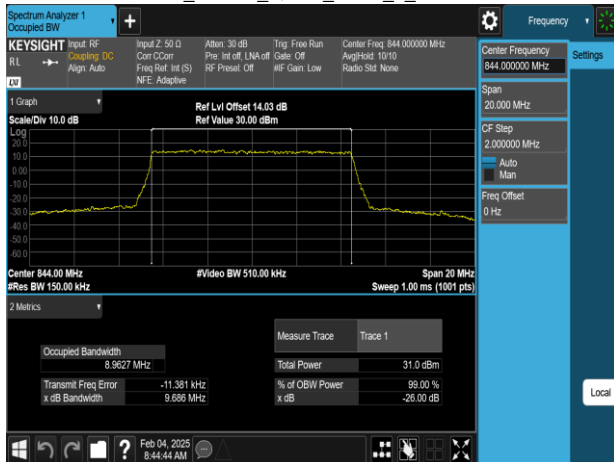 Spectrum Analyzer 1
Occupied BW
+
Frequency
KEYSIGHT
Input: RF
Coupling: DC
Align: Auto
Input Z: 50 Ω
Corr CCorr
Freq Ref: Int (S)
NFE: Adaptive
Atten: 30 dB
Pre: Int off, LNA off
RF Presel: Off
Trig: Free Run
Gate: Off
#IF Gain: Low
Center Freq: 844.000000 MHz
Avg|Hold: 10/10
Radio Std: None
RL
LXI
Center Frequency
844.000000 MHz
Settings
Span
20.000 MHz
CF Step
2.000000 MHz
Auto
Man
Freq Offset
0 Hz
1 Graph
Scale/Div 10.0 dB
Ref Lvl Offset 14.03 dB
Ref Value 30.00 dBm
Log
20.0
10.0
0.00
-10.0
-20.0
-30.0
-40.0
-50.0
-60.0
Center 844.00 MHz
#Video BW 510.00 kHz
Span 20 MHz
#Res BW 150.00 kHz
Sweep 1.00 ms (1001 pts)
2 Metrics
Measure Trace
Trace 1
Occupied Bandwidth
8.9627 MHz
Total Power
31.0 dBm
Transmit Freq Error
-11.381 kHz
% of OBW Power
99.00 %
x dB Bandwidth
9.686 MHz
x dB
-26.00 dB
Local
?
Feb 04, 2025
8:44:44 AM